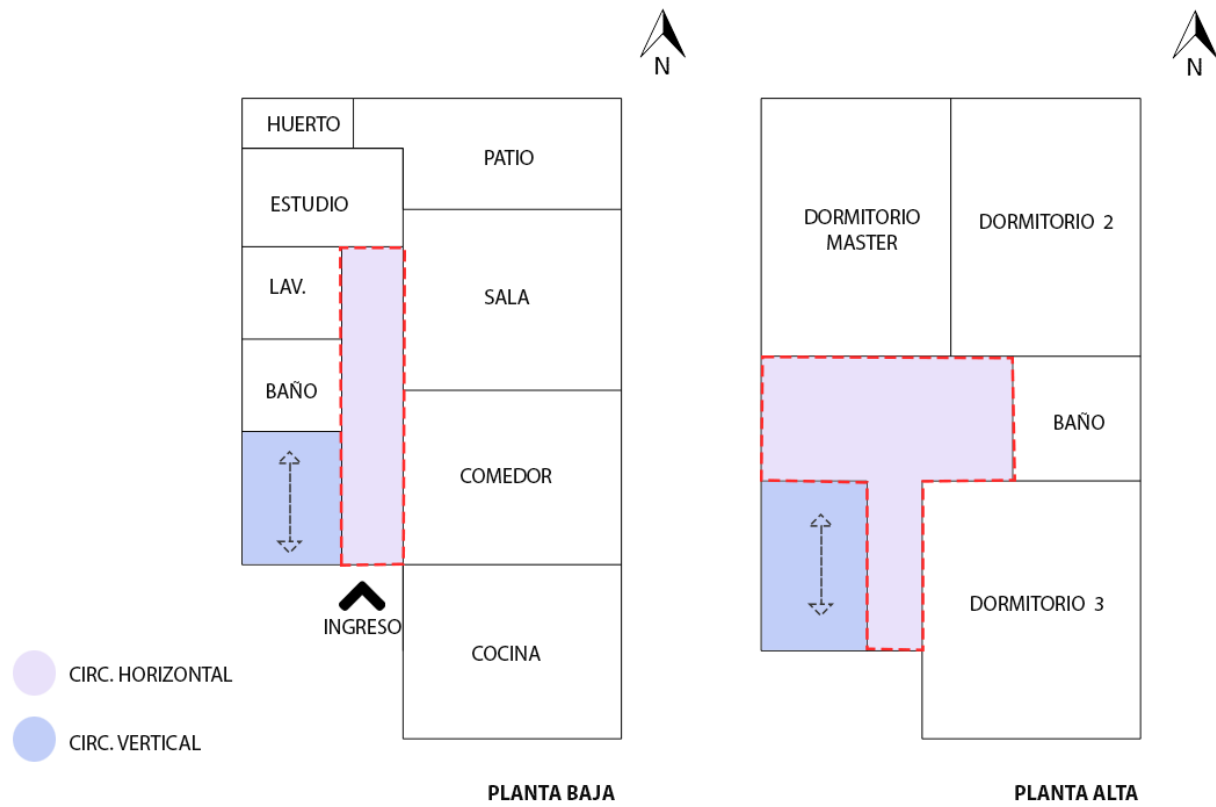 N
N
HUERTO
PATIO
ESTUDIO
LAV.
SALA
BAÑO
COMEDOR
INGRESO
COCINA
CIRC. HORIZONTAL
CIRC. VERTICAL
PLANTA BAJA
DORMITORIO
MASTER
DORMITORIO 2
BAÑO
DORMITORIO 3
PLANTA ALTA